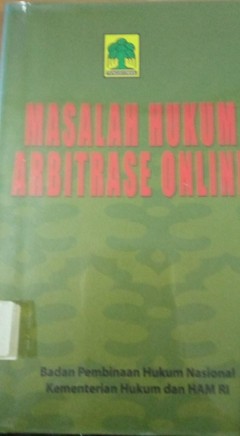 MASALAH HUKUM
ARBITRASE ONLIN
Badan Pembinaan Hukum Nasional
Kementerian Hukum dan HAM RI